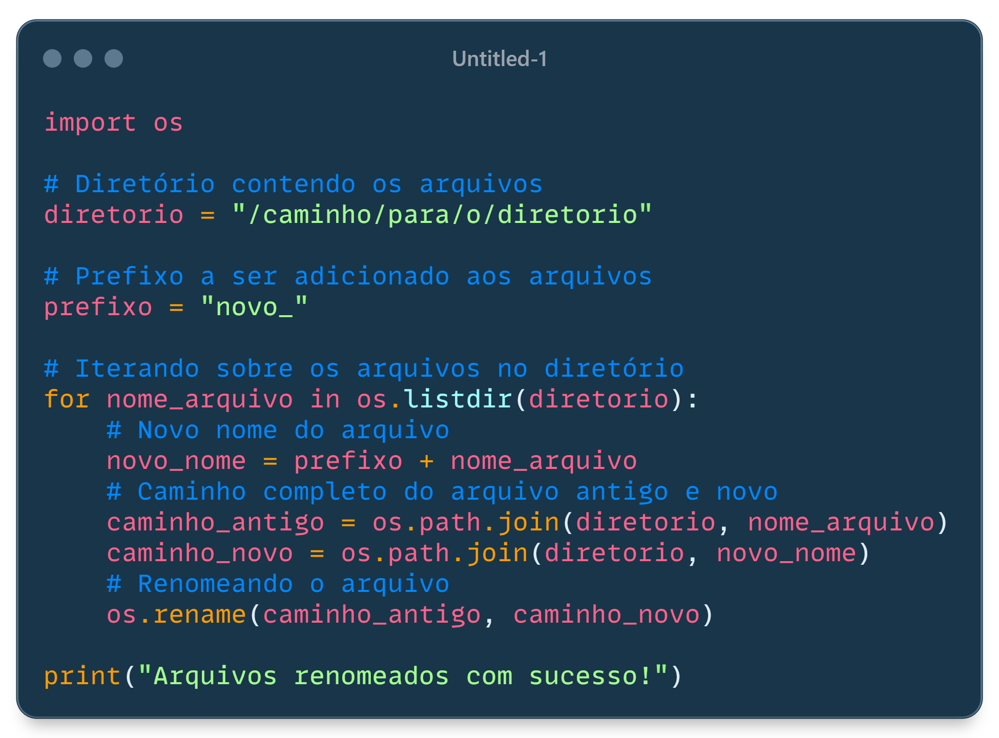 Untitled-1
import os
# Diretório contendo os arquivos
diretorio = "/caminho/para/o/diretorio"
# Prefixo a ser adicionado aos arquivos
prefixo = "novo_"
# Iterando sobre os arquivos no diretório
for nome_arquivo in os.listdir(diretorio):
    # Novo nome do arquivo
    novo_nome = prefixo + nome_arquivo
    # Caminho completo do arquivo antigo e novo
    caminho_antigo = os.path.join(diretorio, nome_arquivo)
    caminho_novo = os.path.join(diretorio, novo_nome)
    # Renomeando o arquivo
    os.rename(caminho_antigo, caminho_novo)
print("Arquivos renomeados com sucesso!")